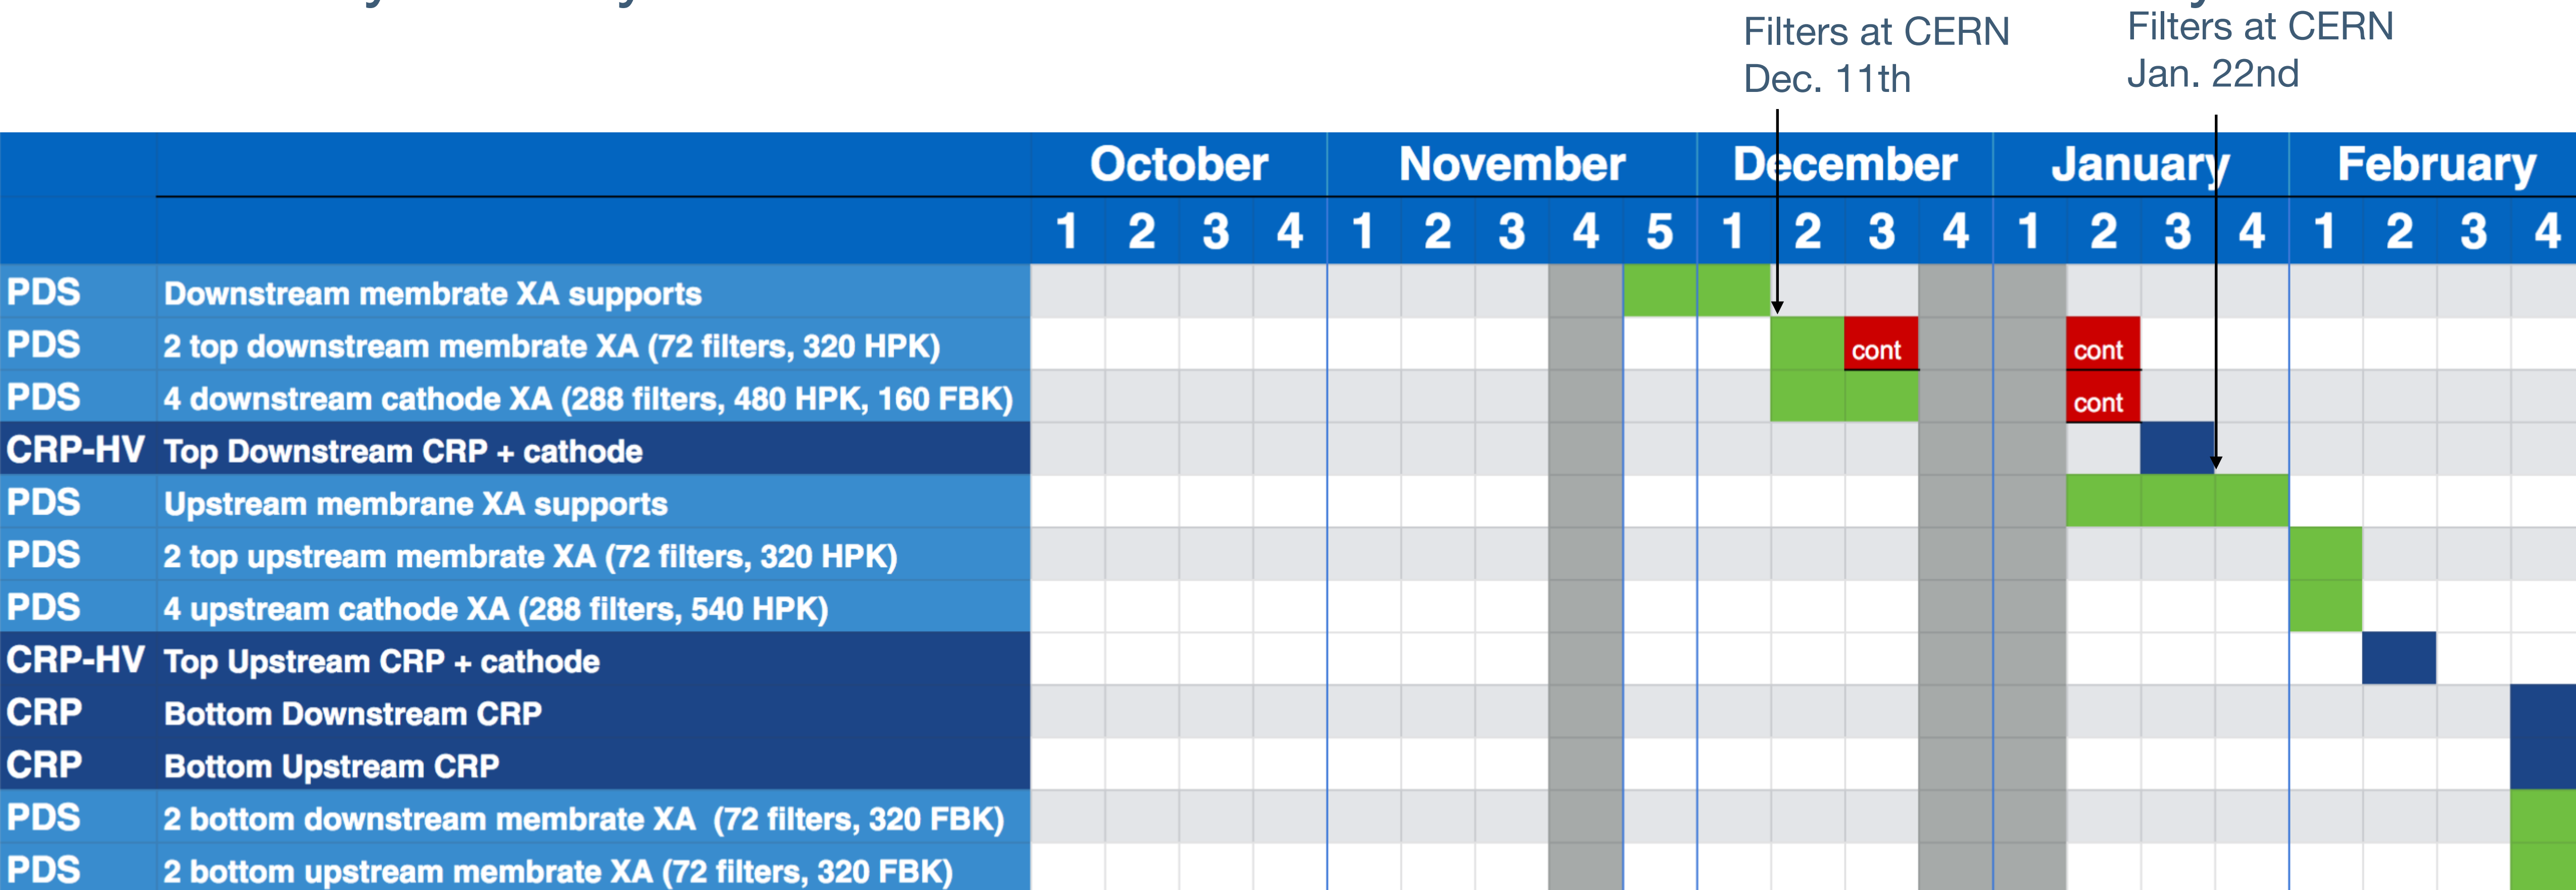 Filters at CERN
Dec. 11th
Filters at CERN
Jan. 22nd
October November December January February
1 2 3 4 1 2 3 4 5 1 2 3 4 1 2 3 4 1 2 3 4
PDS Downstream membrate XA supports
PDS 2 top downstream membrate XA (72 filters, 320 HPK) cont cont
PDS 4 downstream cathode XA (288 filters, 480 HPK, 160 FBK) cont
CRP-HV Top Downstream CRP + cathode
PDS Upstream membrane XA supports
PDS 2 top upstream membrate XA (72 filters, 320 HPK)
PDS 4 upstream cathode XA (288 filters, 540 HPK)
CRP-HV Top Upstream CRP + cathode
CRP Bottom Downstream CRP
CRP Bottom Upstream CRP
PDS 2 bottom downstream membrate XA (72 filters, 320 FBK)
PDS 2 bottom upstream membrate XA (72 filters, 320 FBK)